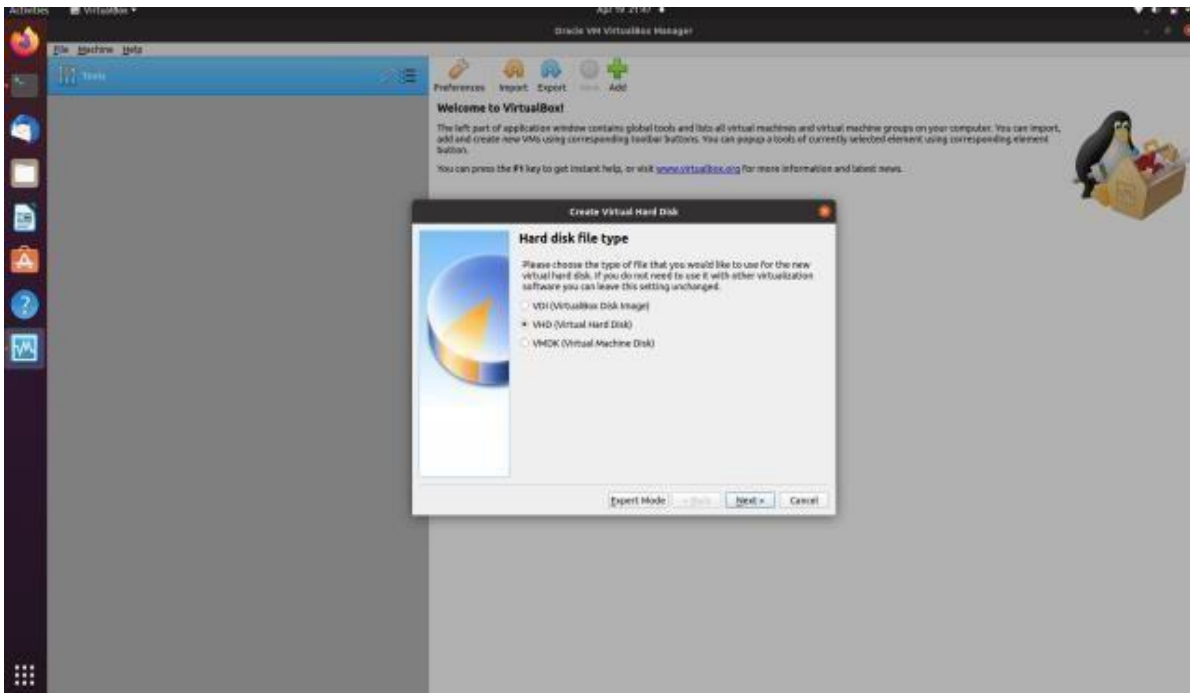 Activities VirtualBox
Apr 19 21:47
Oracle VM VirtualBox Manager
File Machine Help
Tools
Preferences Import Export New Add
Welcome to VirtualBox!
The left part of application window contains global tools and lists all virtual machines and virtual machine groups on your computer. You can import,
add and create new VMs using corresponding toolbar buttons. You can popup a tools of currently selected element using corresponding element
button.
You can press the F1 key to get instant help, or visit www.virtualbox.org for more information and latest news.
Create Virtual Hard Disk
Hard disk file type
Please choose the type of file that you would like to use for the new
virtual hard disk. If you do not need to use it with other virtualization
software you can leave this setting unchanged.
VDI (VirtualBox Disk Image)
VHD (Virtual Hard Disk)
VMDK (Virtual Machine Disk)
Expert Mode < Back Next > Cancel